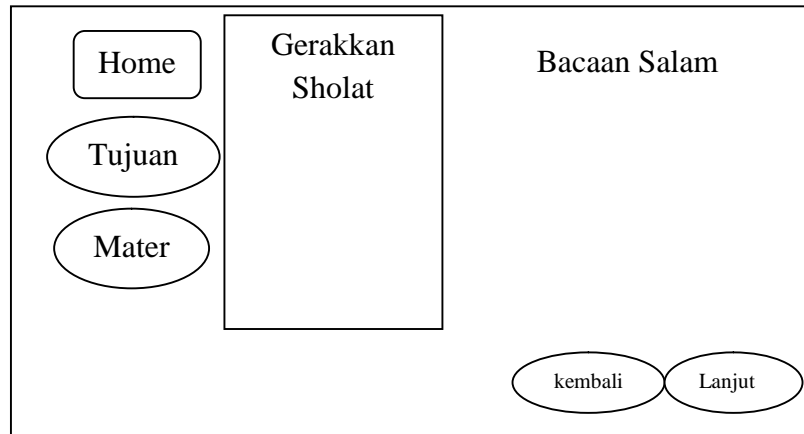 Home
Tujuan
Mater
Gerakkan
Sholat
Bacaan Salam
kembali
Lanjut